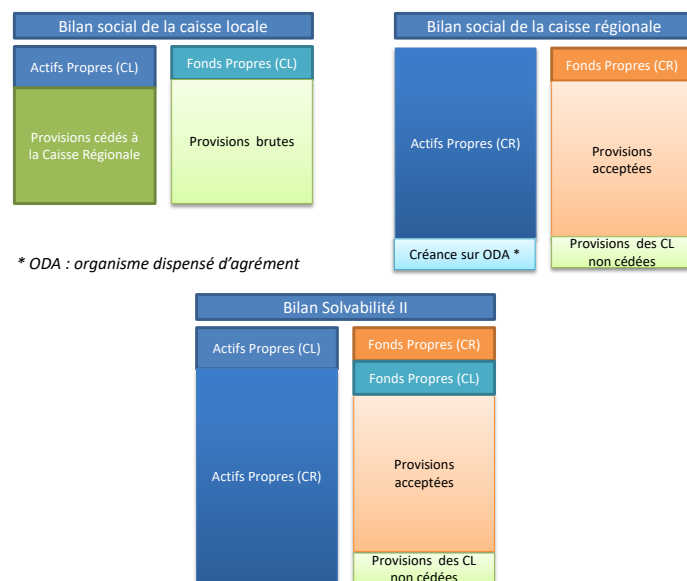 Bilan social de la caisse locale
Actifs Propres (CL)
Fonds Propres (CL)
Provisions cédés à
la Caisse Régionale
Provisions brutes
Bilan social de la caisse régionale
Actifs Propres (CR)
Fonds Propres (CR)
Provisions
acceptées
Créance sur ODA *
Provisions des CL
non cédées
* ODA : organisme dispensé d'agrément
Bilan Solvabilité II
Actifs Propres (CL)
Fonds Propres (CR)
Fonds Propres (CL)
Actifs Propres (CR)
Provisions
acceptées
Provisions des CL
non cédées